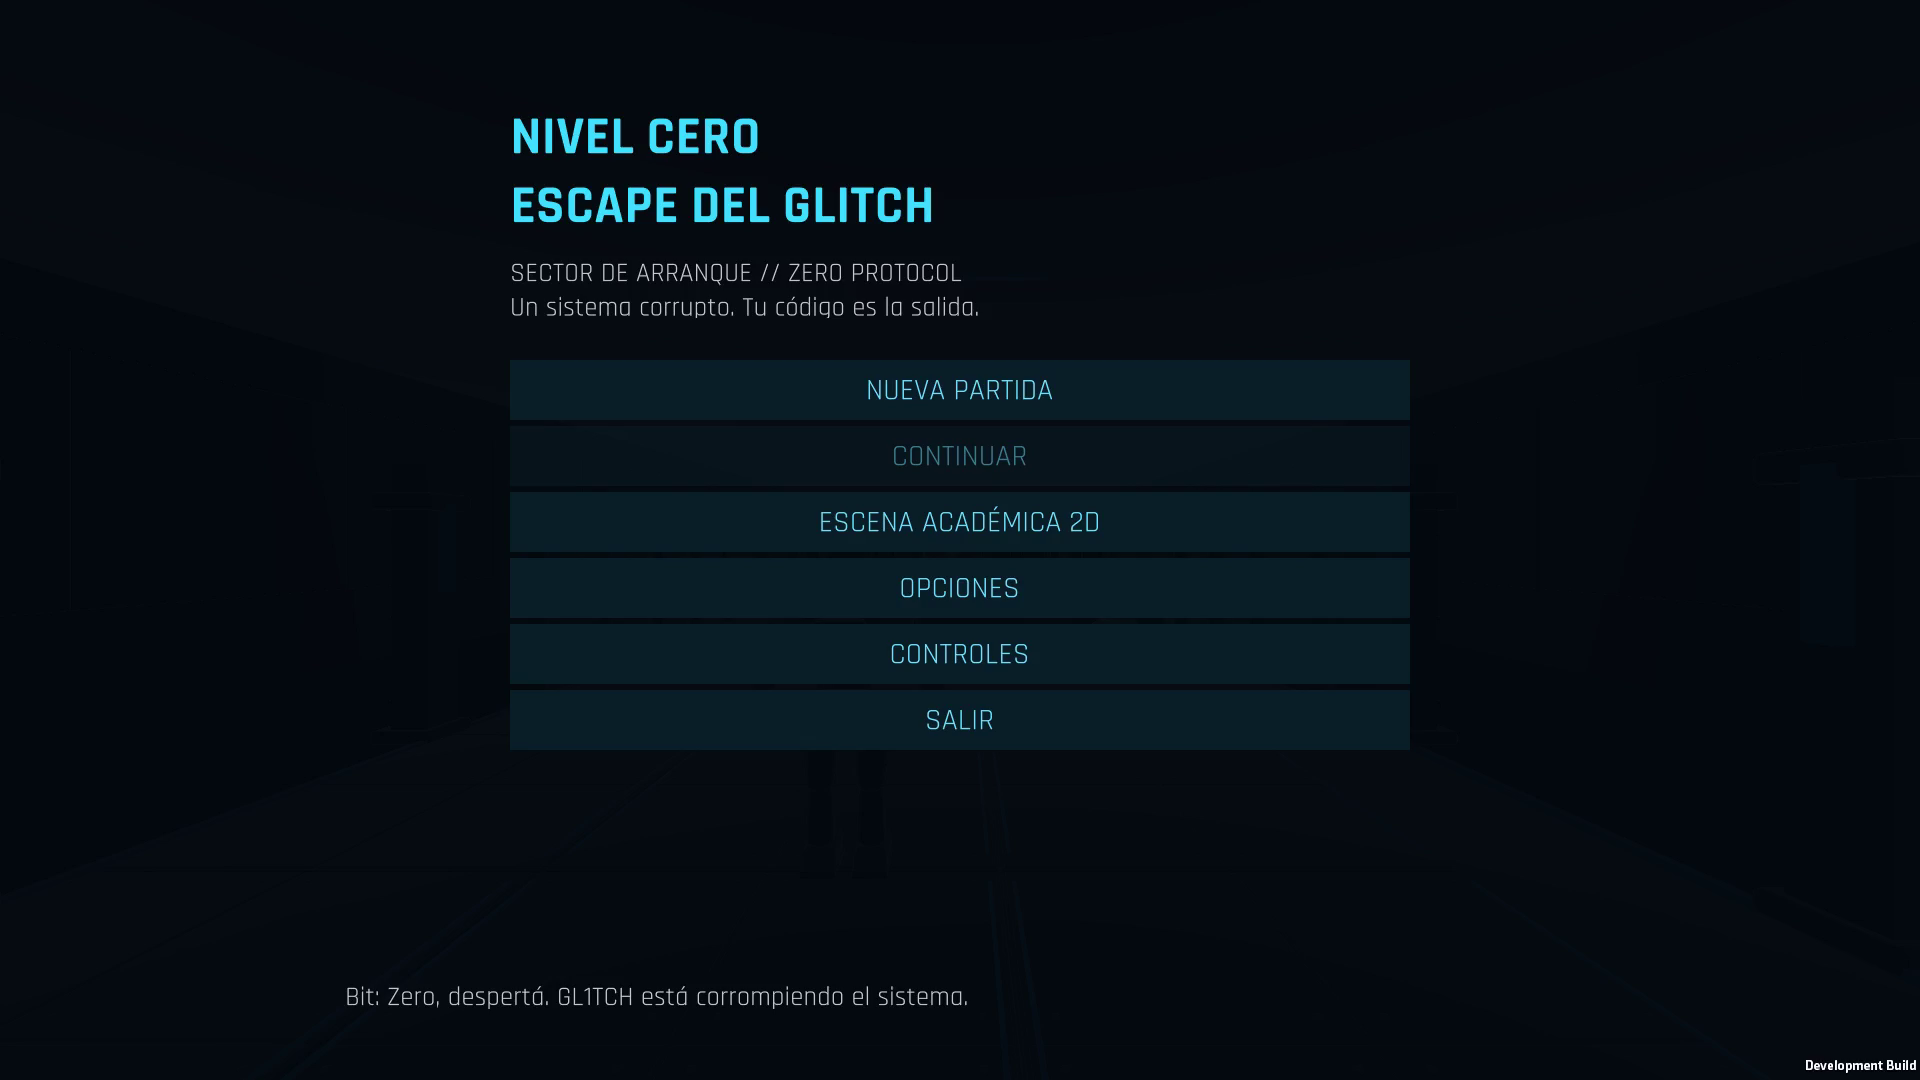 NIVEL CERO
ESCAPE DEL GLITCH
SECTOR DE ARRANQUE // ZERO PROTOCOL
Un sistema corrupto. Tu código es la salida.
NUEVA PARTIDA
CONTINUAR
ESCENA ACADÉMICA 2D
OPCIONES
CONTROLES
SALIR
Bit: Zero, despertá. GL1TCH está corrompiendo el sistema.
Development Build